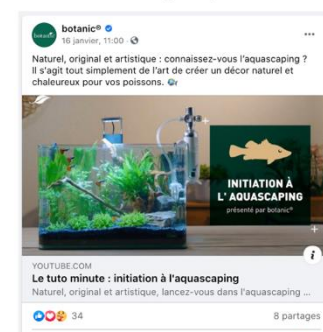 botanic®
16 janvier, 11:00 ·
Naturel, original et artistique : connaissez-vous l'aquascaping ?
Il s'agit tout simplement de l'art de créer un décor naturel et
chaleureux pour vos poissons.
botanic
INITIATION À
L'AQUASCAPING
présenté par botanic®
YOUTUBE.COM
Le tuto minute : initiation à l'aquascaping
Naturel, original et artistique, lancez-vous dans l'aquascaping ...
34
8 partages